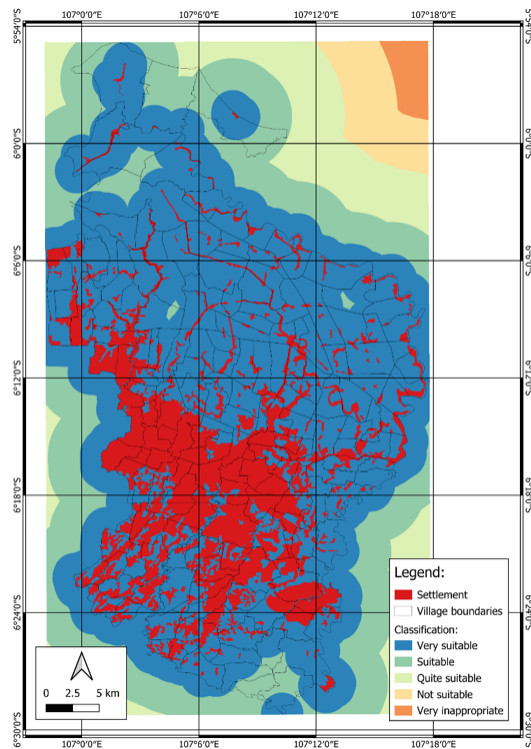 107°0'0"E 107°6'0"E 107°12'0"E 107°18'0"E
5°54'0"S 5°54'0"S
6°0'0"S 6°0'0"S
6°6'0"S 6°6'0"S
6°12'0"S 6°12'0"S
6°18'0"S 6°18'0"S
6°24'0"S 6°24'0"S
6°30'0"S 6°30'0"S
Legend:
Settlement
Village boundaries
Classification:
Very suitable
Suitable
Quite suitable
Not suitable
Very inappropriate
0 2.5 5 km
107°0'0"E 107°6'0"E 107°12'0"E 107°18'0"E